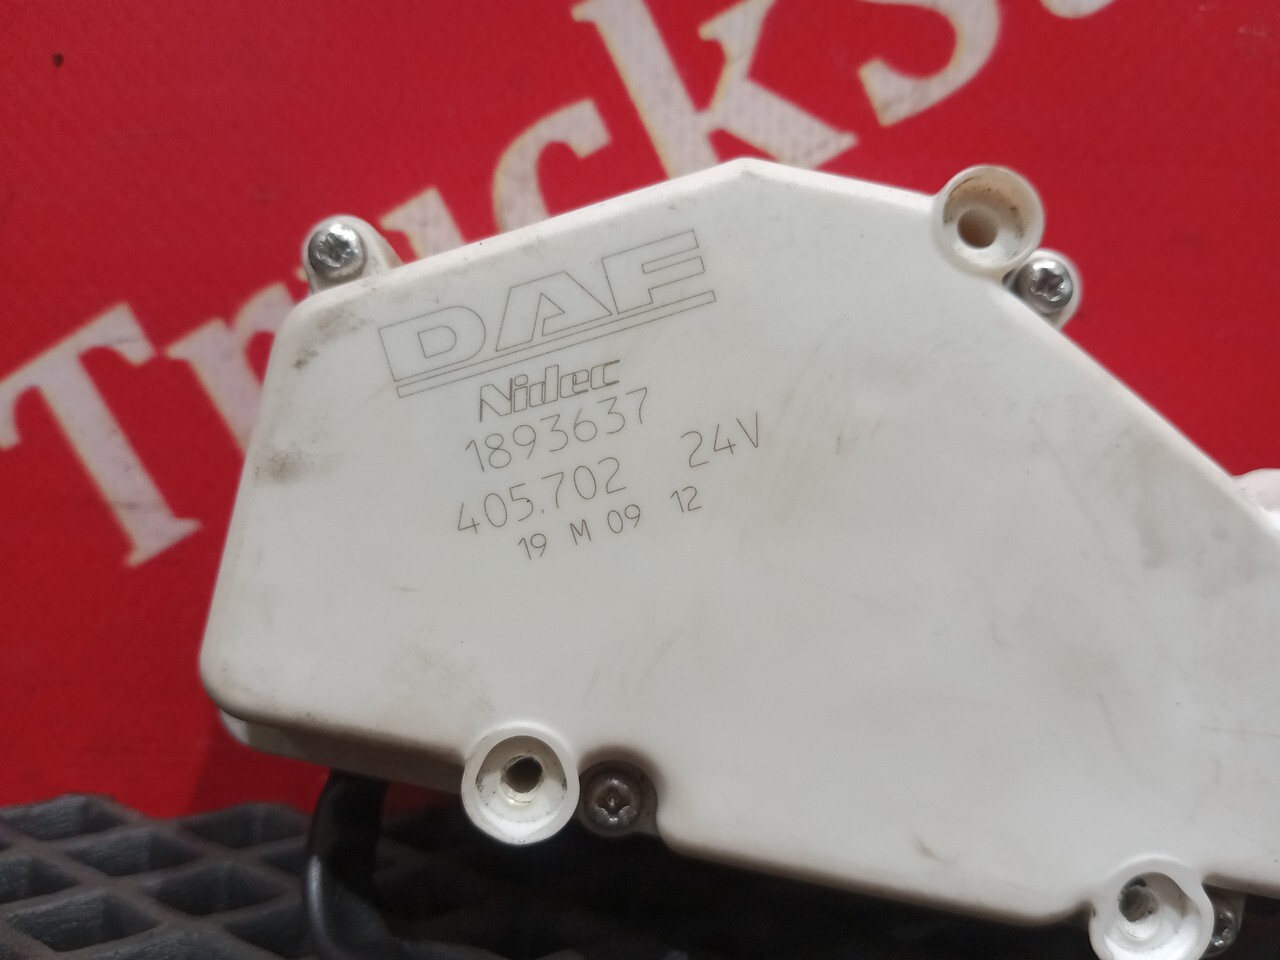 Trucks
DAF
Nidec
1893637
405.702 24V
19 M 09 12